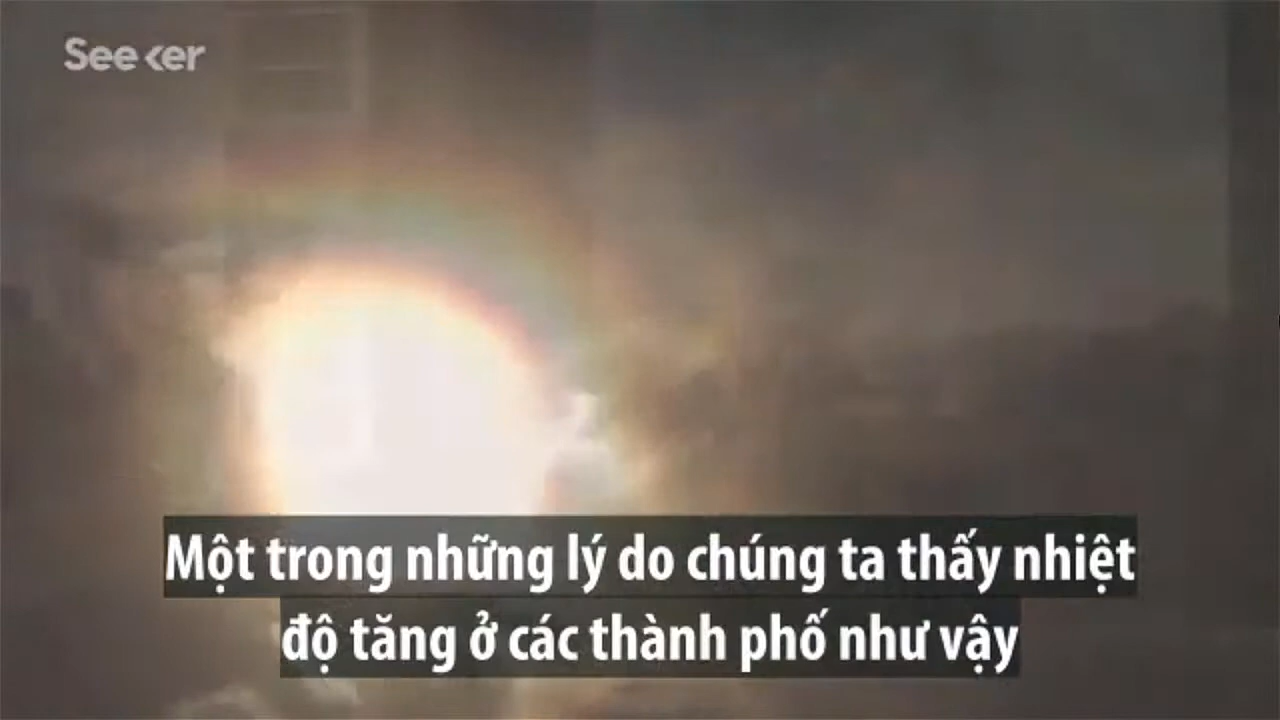 Seeker
Một trong những lý do chúng ta thấy nhiệt
độ tăng ở các thành phố như vậy